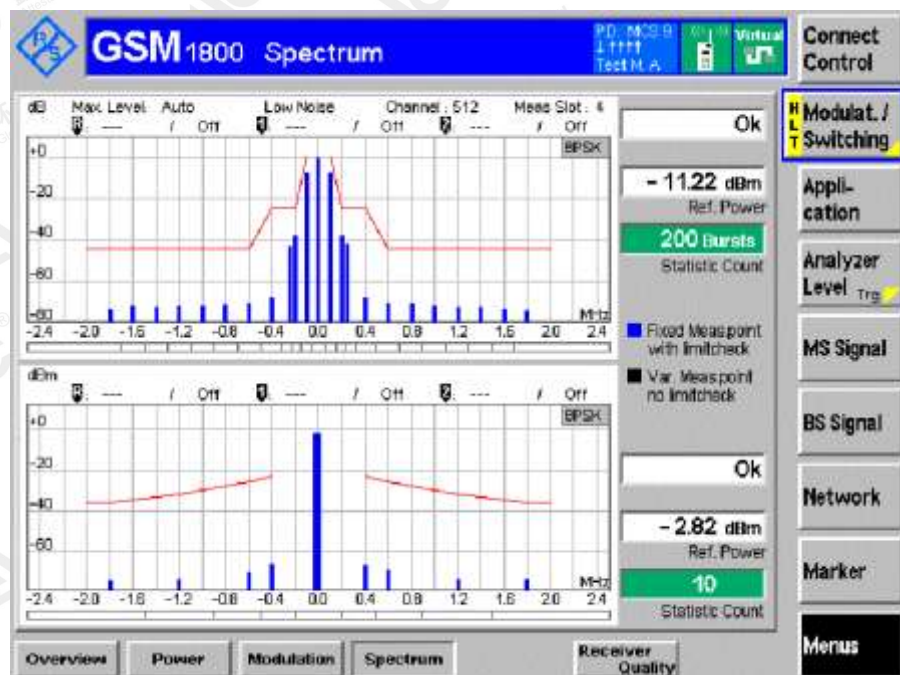 R&S
GSM 1800 Spectrum
P.D. MCS 9
Test M. A
Virtual
Connect Control
dB Max. Level: Auto Low Noise Channel: 512 Meas Slot: 4
--- / Off --- / Off --- / Off
BPSK
+0
-20
-40
-60
-80
MHz
-2.4 -2.0 -1.6 -1.2 -0.8 -0.4 0.0 0.4 0.8 1.2 1.6 2.0 2.4
Ok
- 11.22 dBm
Ref. Power
200 Bursts
Statistic Count
Fixed Measpoint
with limitcheck
Var. Measpoint
no limitcheck
dBm
--- / Off --- / Off --- / Off
BPSK
+0
-20
-40
-60
MHz
-2.4 -2.0 -1.6 -1.2 -0.8 -0.4 0.0 0.4 0.8 1.2 1.6 2.0 2.4
Ok
- 2.82 dBm
Ref. Power
10
Statistic Count
HLT
Modulat. /
Switching
Appli-
cation
Analyzer
Level Trg
MS Signal
BS Signal
Network
Marker
Menus
Overview Power Modulation Spectrum Receiver
Quality